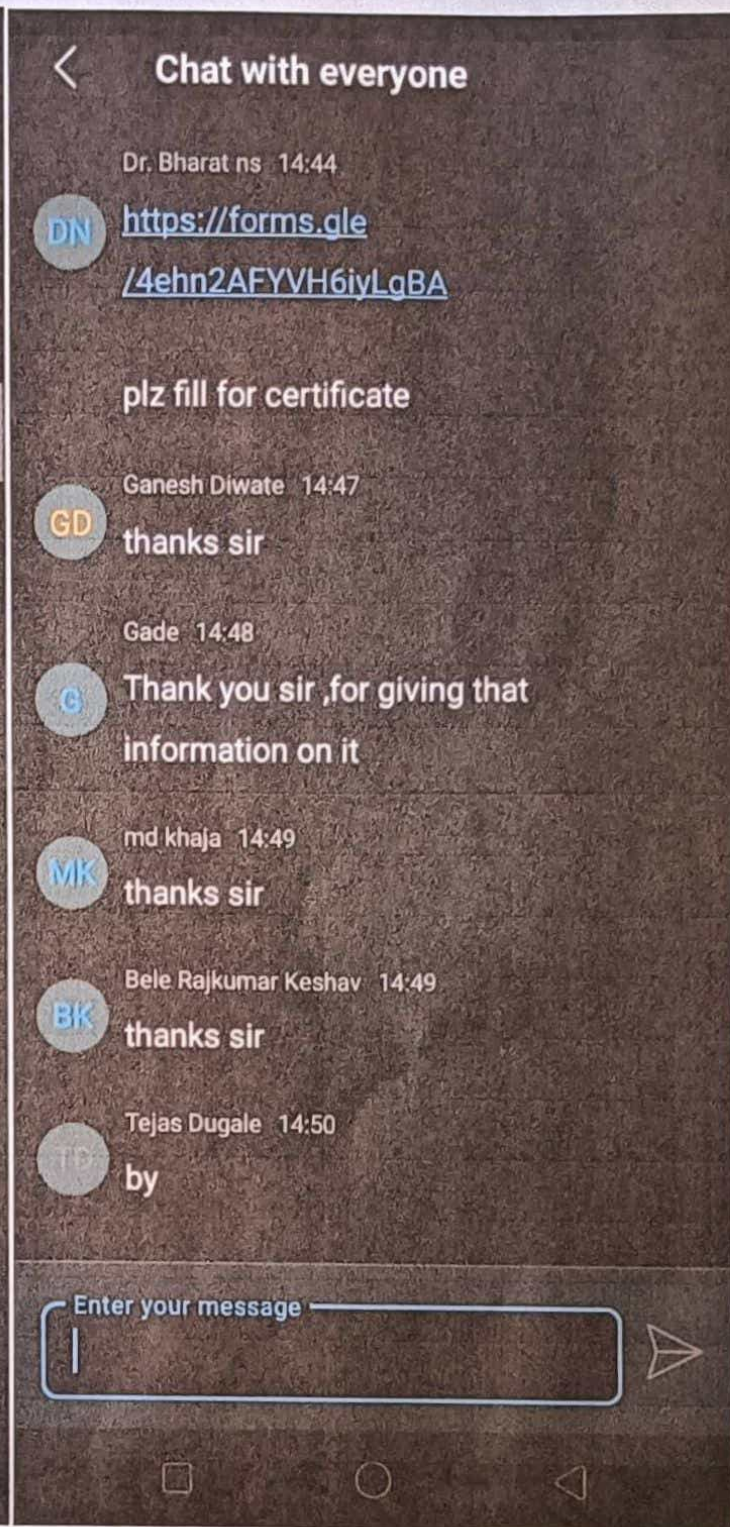 Chat with everyone
Dr. Bharat ns 14:44
DN
https://forms.gle
/4ehn2AFYVH6iyLgBA
plz fill for certificate
Ganesh Diwate 14:47
GD
thanks sir
Gade 14:48
G
Thank you sir ,for giving that
information on it
md khaja 14:49
MK
thanks sir
Bele Rajkumar Keshav 14:49
BK
thanks sir
Tejas Dugale 14:50
TD
by
Enter your message